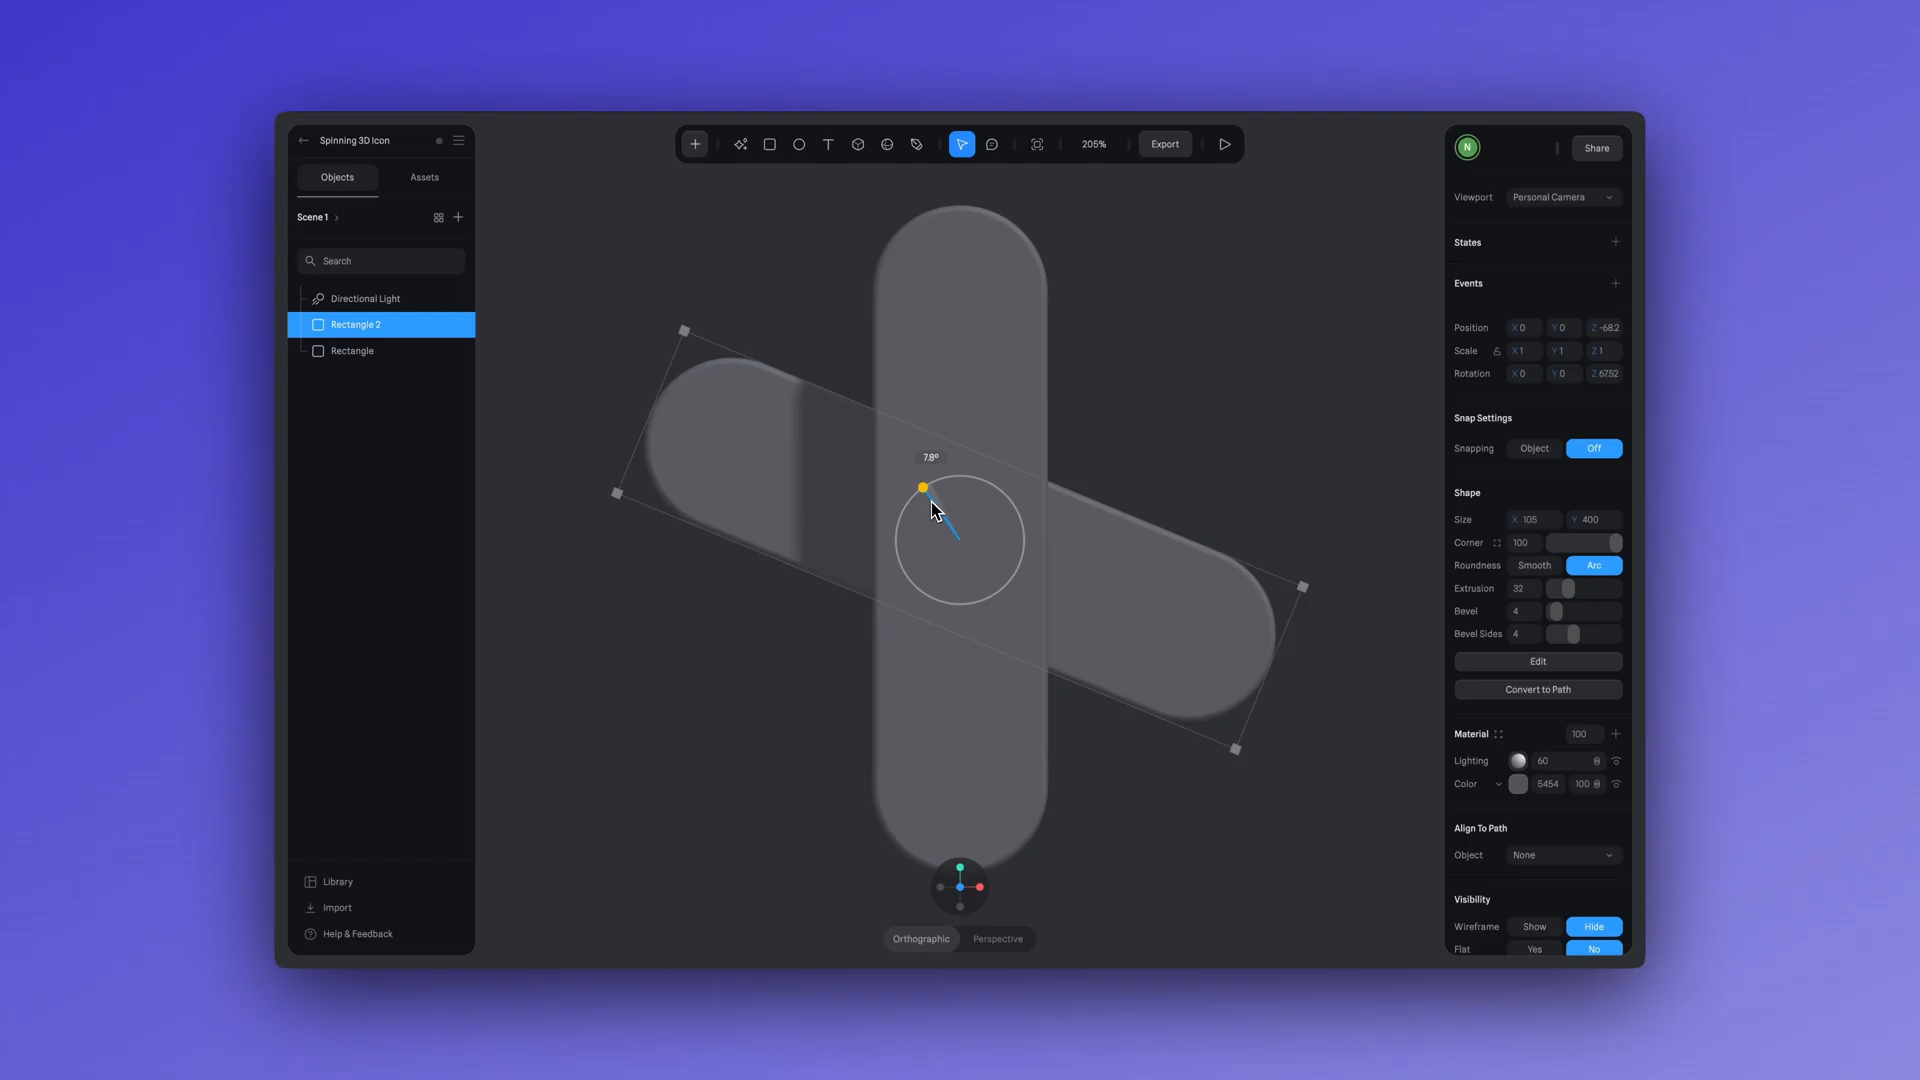 Spinning 3D Icon
Objects
Assets
Scene 1
Search
Directional Light
Rectangle 2
Rectangle
Library
Import
Help & Feedback
205%
Export
7.8º
Orthographic
Perspective
N
Share
Viewport
Personal Camera
States
Events
Position X 0 Y 0 Z -68.2
Scale X 1 Y 1 Z 1
Rotation X 0 Y 0 Z 67.52
Snap Settings
Snapping Object Off
Shape
Size X 105 Y 400
Corner 100
Roundness Smooth Arc
Extrusion 32
Bevel 4
Bevel Sides 4
Edit
Convert to Path
Material 100
Lighting 60
Color 5454 100
Align To Path
Object None
Visibility
Wireframe Show Hide
Flat Yes No